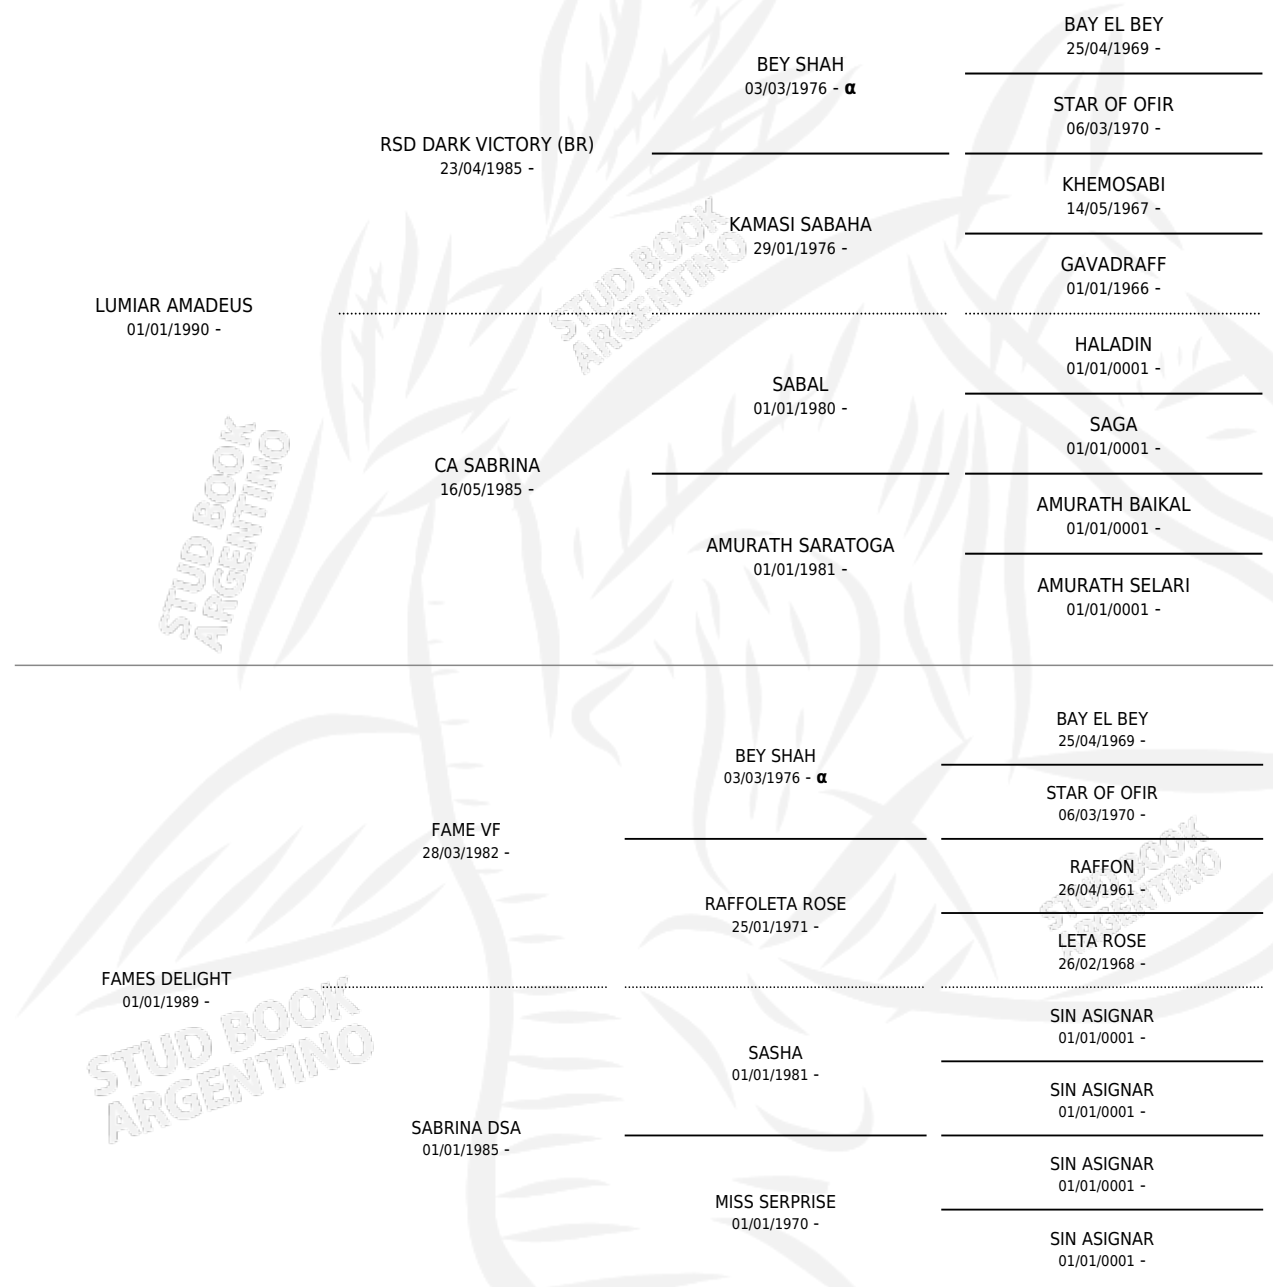 BAY EL BEY
25/04/1969 -
BEY SHAH
03/03/1976 - α
STAR OF OFIR
06/03/1970 -
RSD DARK VICTORY (BR)
23/04/1985 -
KHEMOSABI
14/05/1967 -
KAMASI SABAHA
29/01/1976 -
GAVADRAFF
01/01/1966 -
LUMIAR AMADEUS
01/01/1990 -
HALADIN
01/01/0001 -
SABAL
01/01/1980 -
SAGA
01/01/0001 -
CA SABRINA
16/05/1985 -
AMURATH BAIKAL
01/01/0001 -
AMURATH SARATOGA
01/01/1981 -
AMURATH SELARI
01/01/0001 -
BAY EL BEY
25/04/1969 -
BEY SHAH
03/03/1976 - α
STAR OF OFIR
06/03/1970 -
FAME VF
28/03/1982 -
RAFFON
26/04/1961 -
RAFFOLETA ROSE
25/01/1971 -
LETA ROSE
26/02/1968 -
FAMES DELIGHT
01/01/1989 -
SIN ASIGNAR
01/01/0001 -
SASHA
01/01/1981 -
SIN ASIGNAR
01/01/0001 -
SABRINA DSA
01/01/1985 -
SIN ASIGNAR
01/01/0001 -
MISS SERPRISE
01/01/1970 -
SIN ASIGNAR
01/01/0001 -
STUD BOOK
ARGENTINO
STUD BOOK
ARGENTINO
STUD BOOK
ARGENTINO
STUD BOOK
ARGENTINO